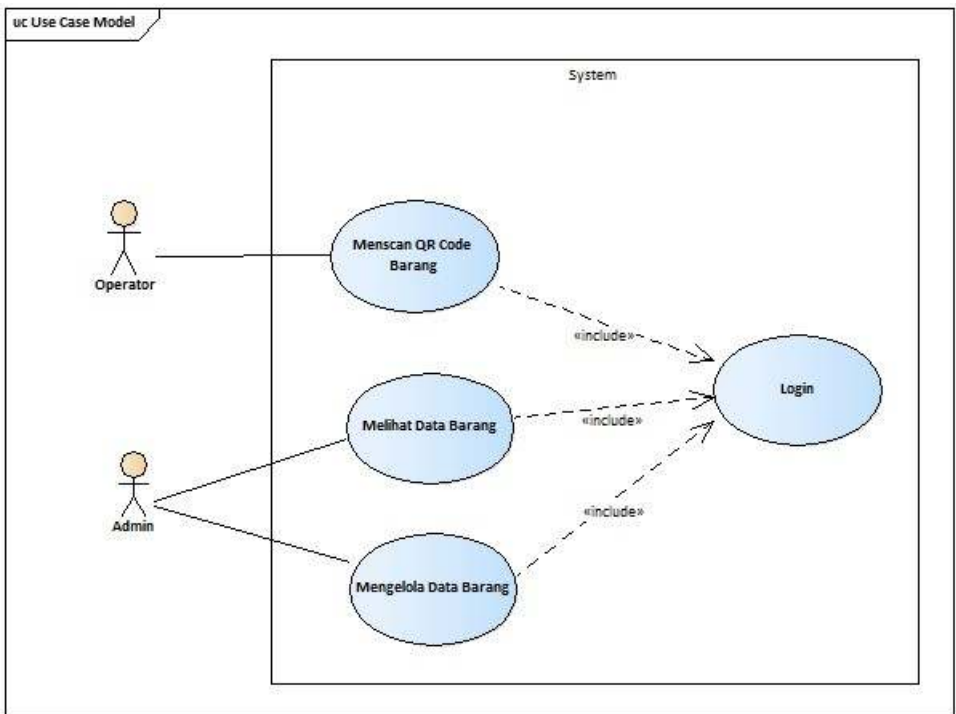 uc Use Case Model
System
Menscan QR Code
Barang
Operator
«include»
Login
Melihat Data Barang
«include»
Admin
«include»
Mengelola Data Barang